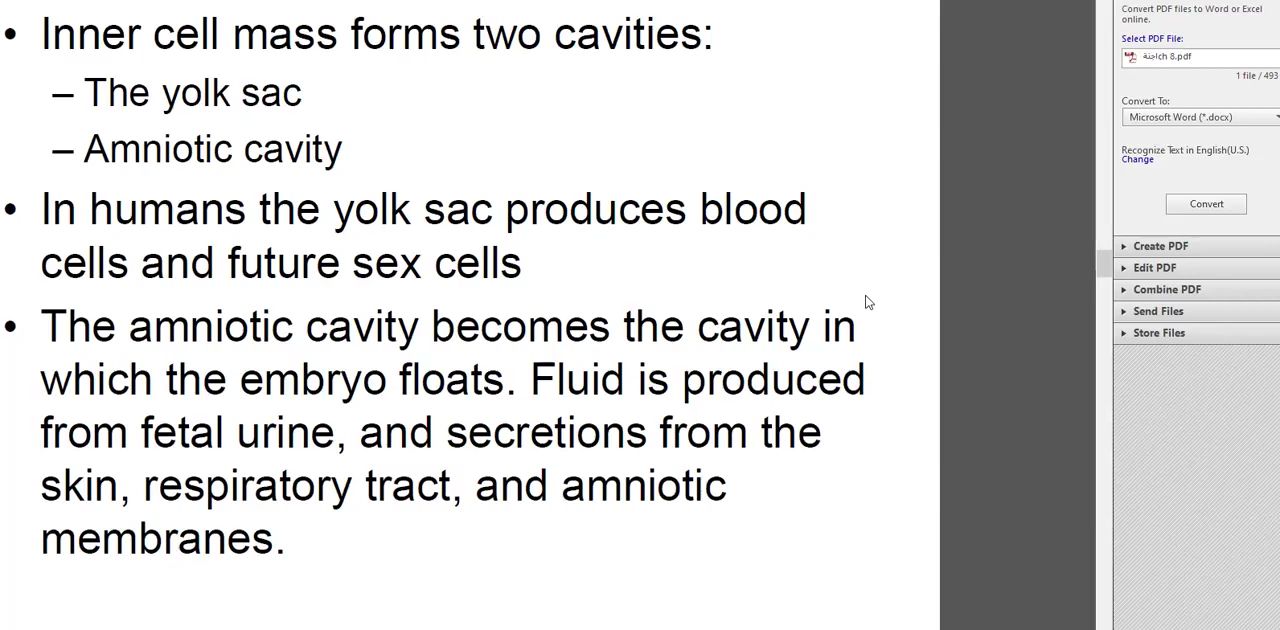 • Inner cell mass forms two cavities:
– The yolk sac
– Amniotic cavity
• In humans the yolk sac produces blood
cells and future sex cells
• The amniotic cavity becomes the cavity in
which the embryo floats. Fluid is produced
from fetal urine, and secretions from the
skin, respiratory tract, and amniotic
membranes.
Convert PDF files to Word or Excel
online.
Select PDF File:
اجنة ch 8.pdf
1 file / 493
Convert To:
Microsoft Word (*.docx)
Recognize Text in English(U.S.)
Change
Convert
Create PDF
Edit PDF
Combine PDF
Send Files
Store Files